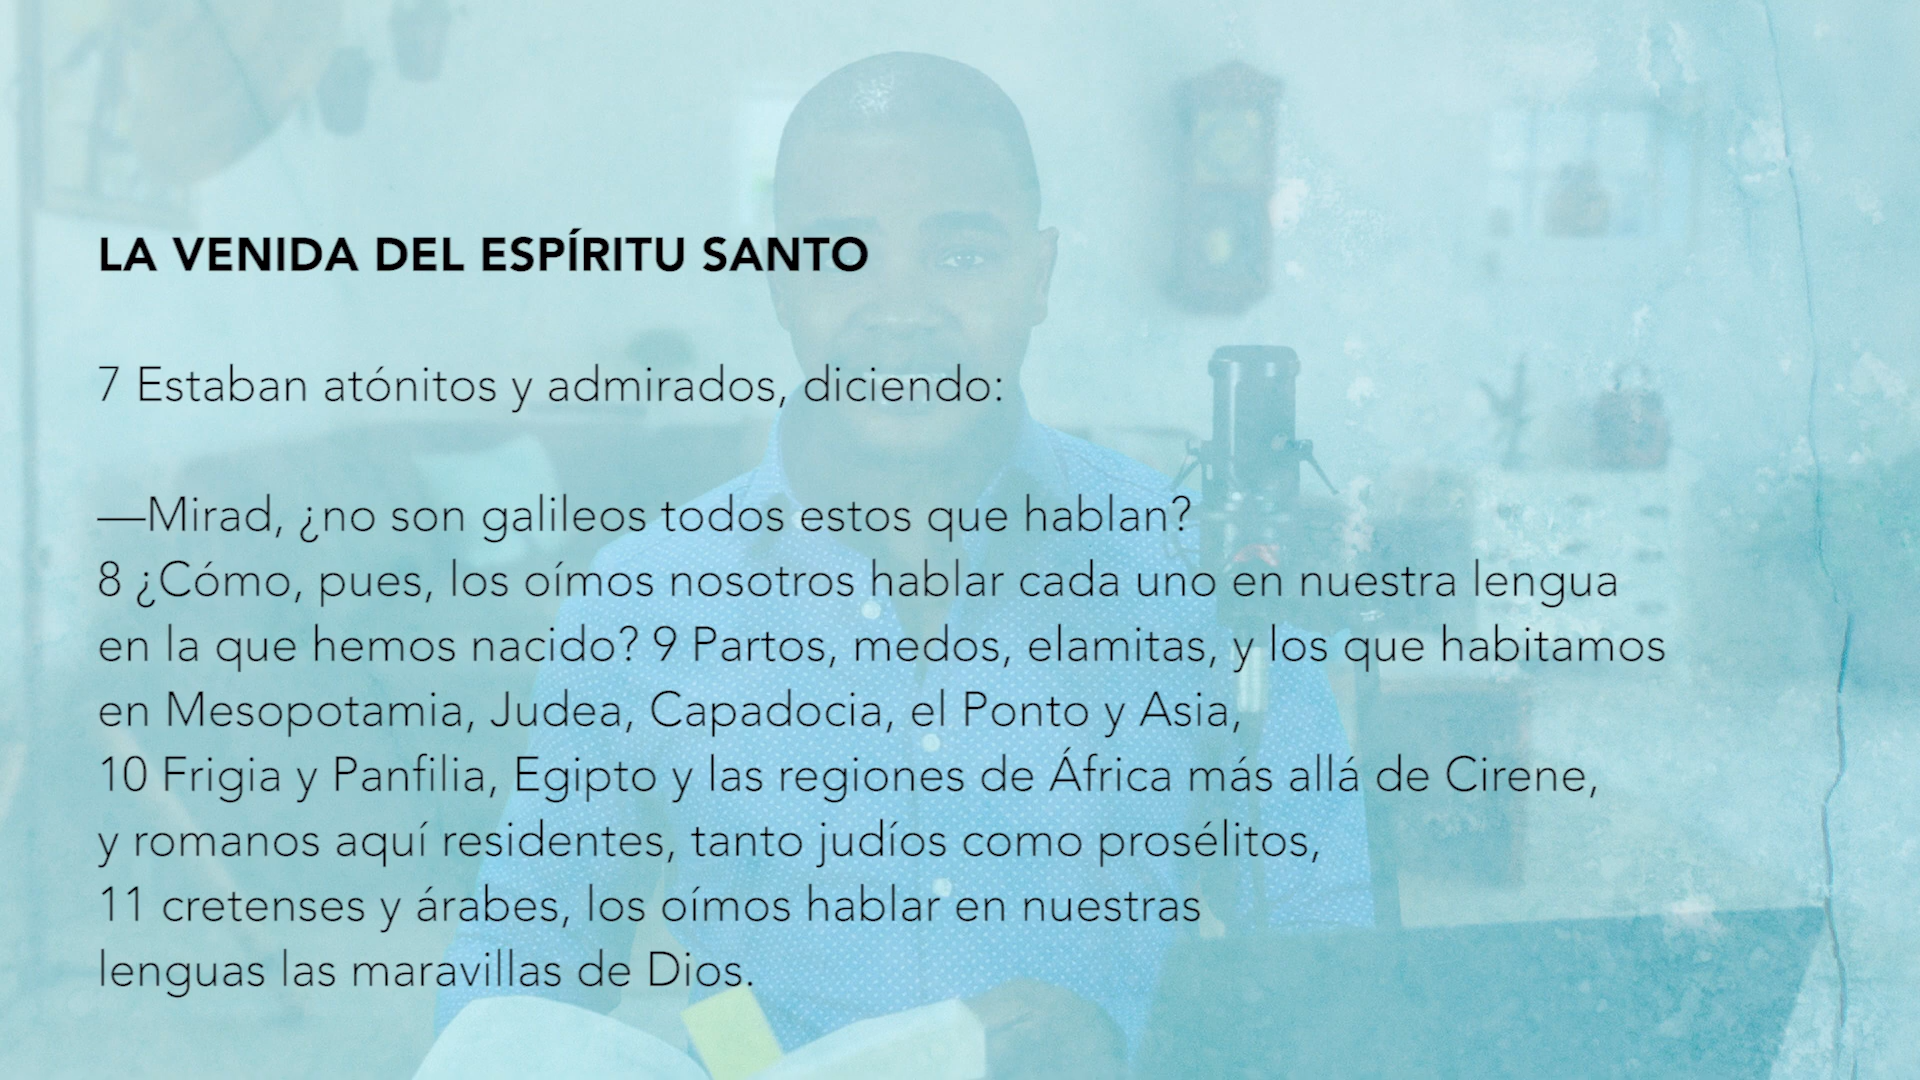 LA VENIDA DEL ESPÍRITU SANTO
7 Estaban atónitos y admirados, diciendo:
—Mirad, ¿no son galileos todos estos que hablan?
8 ¿Cómo, pues, los oímos nosotros hablar cada uno en nuestra lengua
en la que hemos nacido? 9 Partos, medos, elamitas, y los que habitamos
en Mesopotamia, Judea, Capadocia, el Ponto y Asia,
10 Frigia y Panfilia, Egipto y las regiones de África más allá de Cirene,
y romanos aquí residentes, tanto judíos como prosélitos,
11 cretenses y árabes, los oímos hablar en nuestras
lenguas las maravillas de Dios.